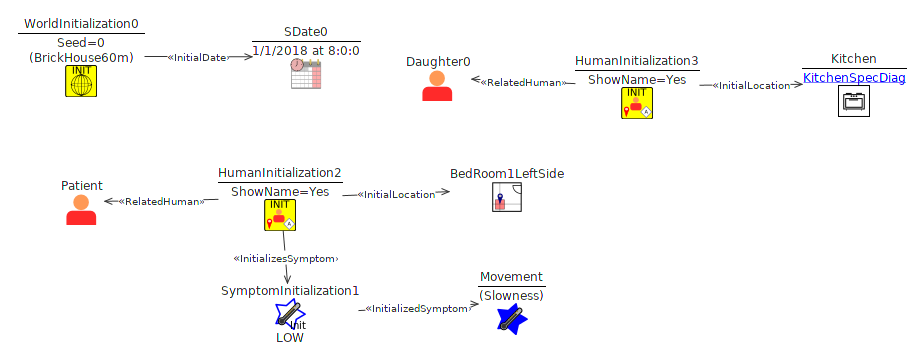 WorldInitialization0
Seed=0
(BrickHouse60m)
INIT
«InitialDate»
SDate0
1/1/2018 at 8:0:0
Daughter0
«RelatedHuman»
HumanInitialization3
ShowName=Yes
INIT
A
«InitialLocation»
Kitchen
KitchenSpecDiag
Patient
«RelatedHuman»
HumanInitialization2
ShowName=Yes
INIT
A
«InitialLocation»
BedRoom1LeftSide
«InitializesSymptom»
SymptomInitialization1
Init
LOW
«InitializedSymptom»
Movement
(Slowness)